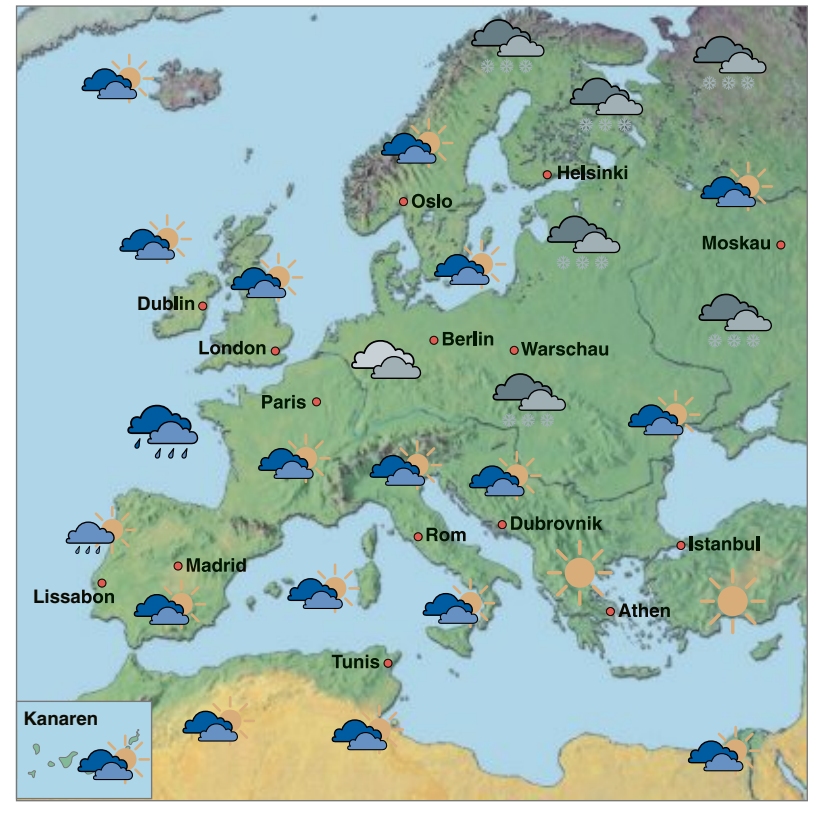 Helsinki
Oslo
Moskau
Dublin
Berlin
London
Warschau
Paris
Dubrovnik
Rom
Istanbul
Madrid
Lissabon
Athen
Tunis
Kanaren